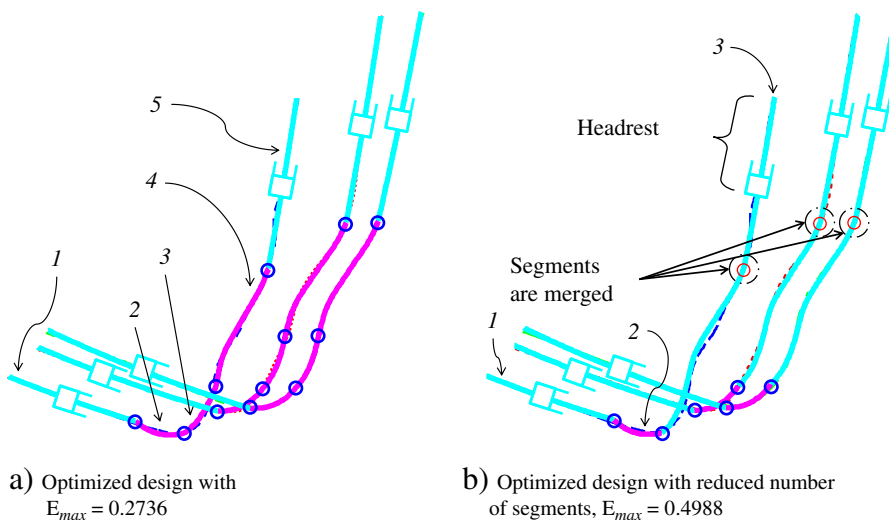 5
4
3
2
1
a) Optimized design with
E_max = 0.2736
3
Headrest
Segments
are merged
1
2
b) Optimized design with reduced number
of segments, E_max = 0.4988